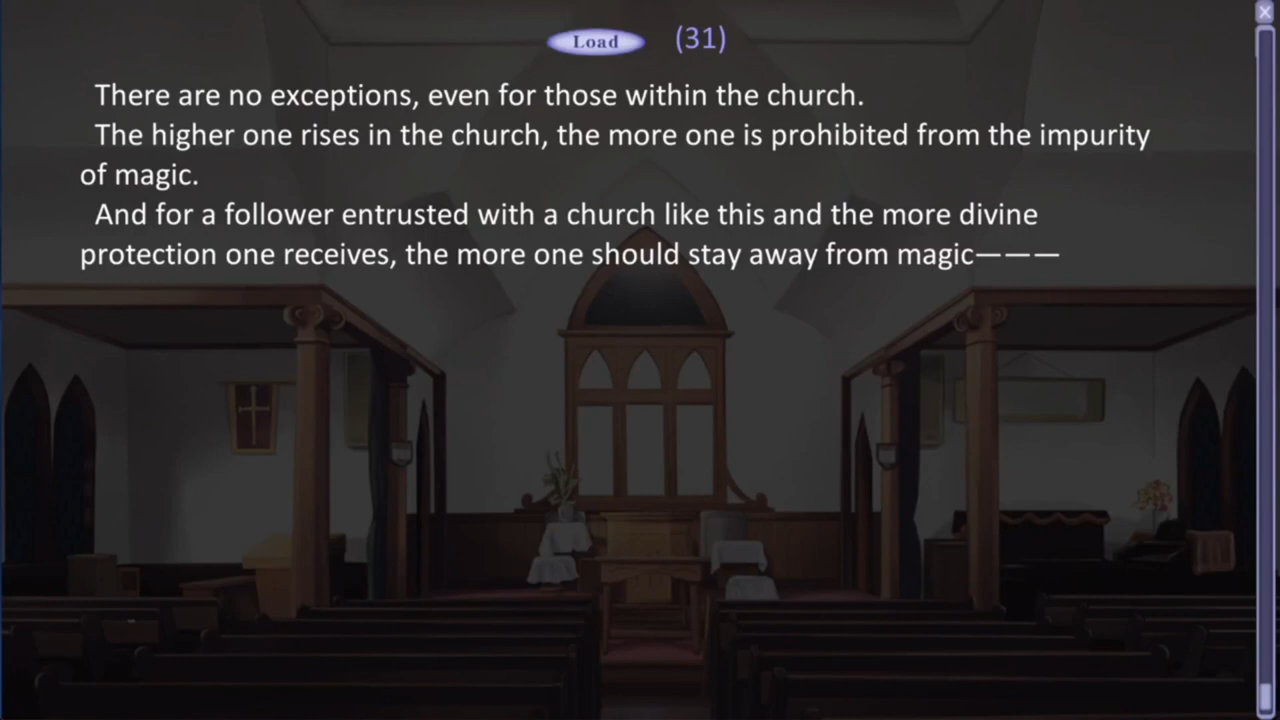 Load (31)
There are no exceptions, even for those within the church.
The higher one rises in the church, the more one is prohibited from the impurity
of magic.
And for a follower entrusted with a church like this and the more divine
protection one receives, the more one should stay away from magic———